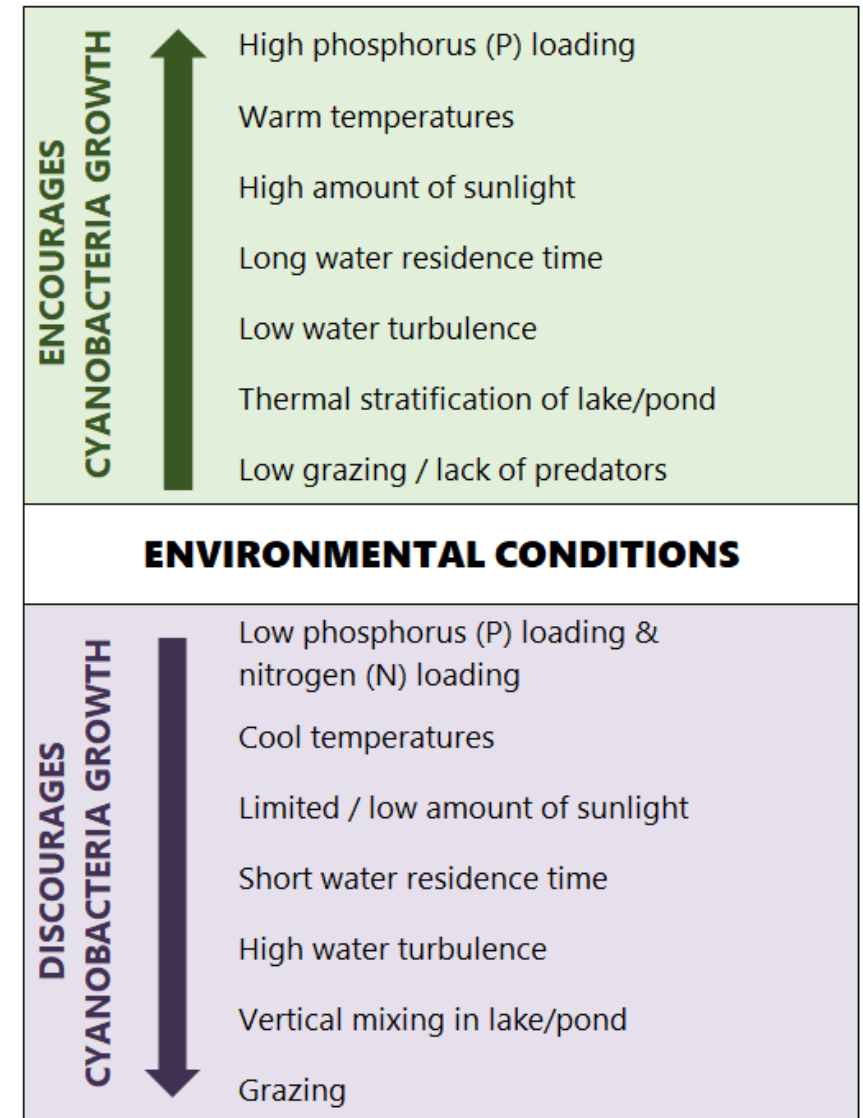 ENCOURAGES
CYANOBACTERIA GROWTH
High phosphorus (P) loading
Warm temperatures
High amount of sunlight
Long water residence time
Low water turbulence
Thermal stratification of lake/pond
Low grazing / lack of predators
ENVIRONMENTAL CONDITIONS
DISCOURAGES
CYANOBACTERIA GROWTH
Low phosphorus (P) loading &
nitrogen (N) loading
Cool temperatures
Limited / low amount of sunlight
Short water residence time
High water turbulence
Vertical mixing in lake/pond
Grazing